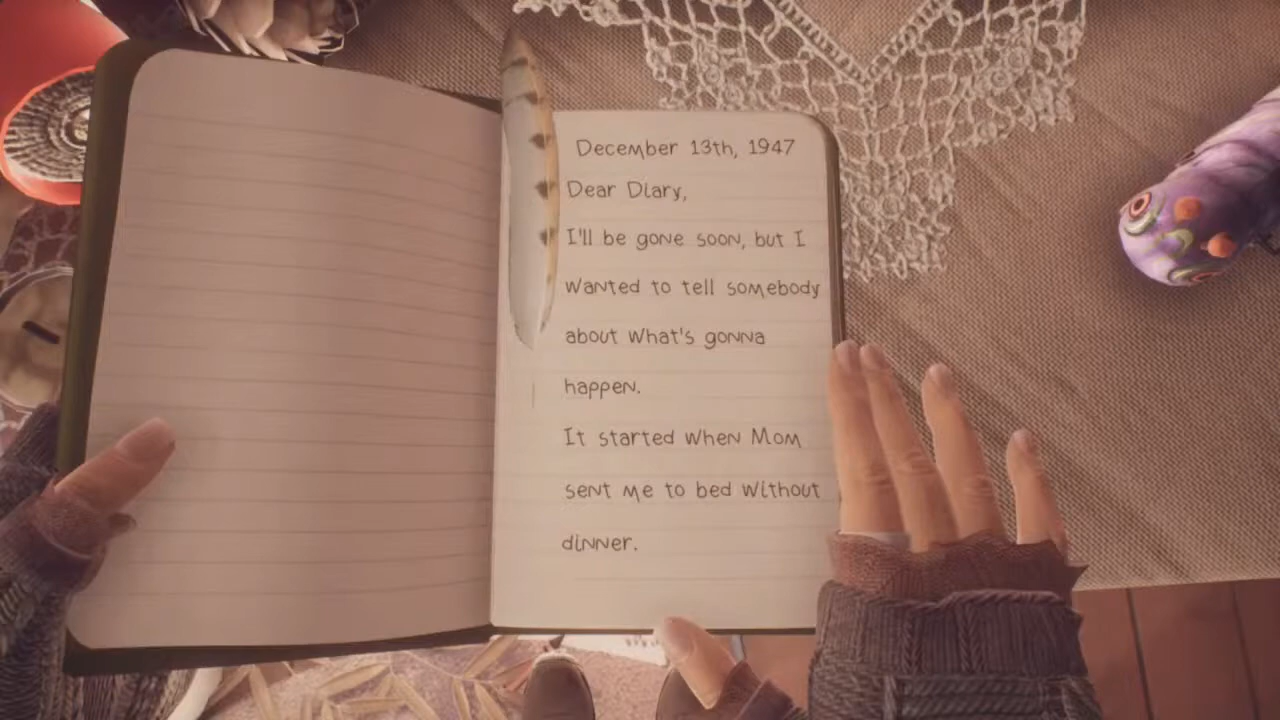 December 13th, 1947
Dear Diary,
I'll be gone soon, but I
wanted to tell somebody
about what's gonna
happen.
It started when Mom
sent me to bed without
dinner.